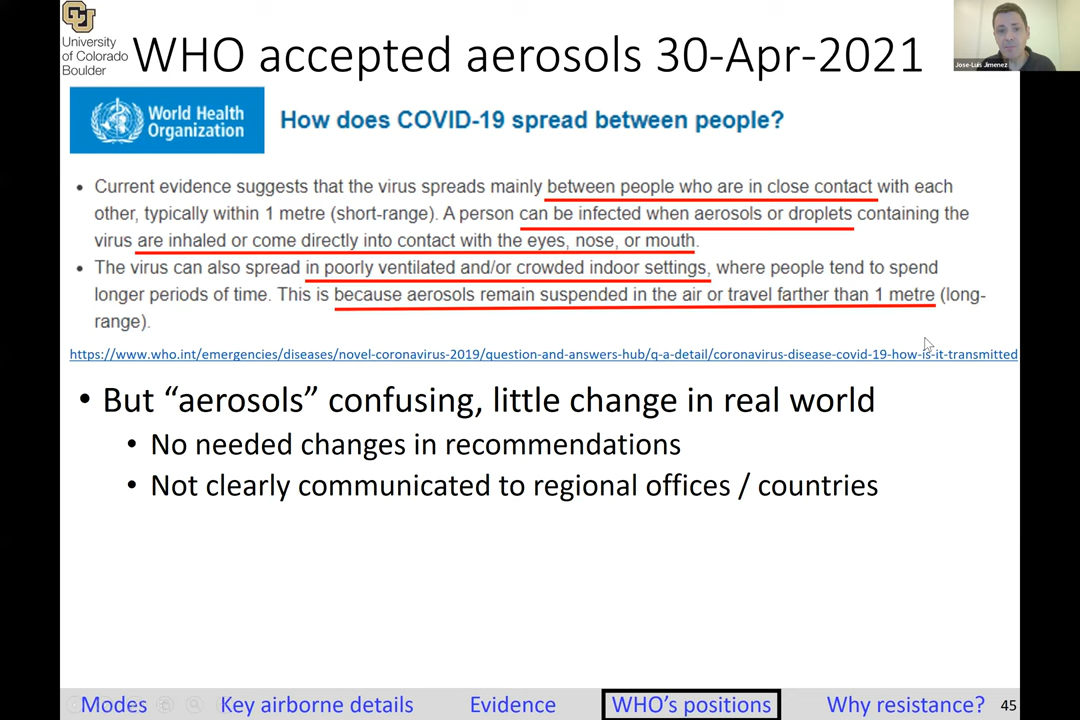 University
of Colorado
Boulder
WHO accepted aerosols 30-Apr-2021
Jose-Luis Jimenez
World Health
Organization
How does COVID-19 spread between people?
• Current evidence suggests that the virus spreads mainly between people who are in close contact with each
other, typically within 1 metre (short-range). A person can be infected when aerosols or droplets containing the
virus are inhaled or come directly into contact with the eyes, nose, or mouth.
• The virus can also spread in poorly ventilated and/or crowded indoor settings, where people tend to spend
longer periods of time. This is because aerosols remain suspended in the air or travel farther than 1 metre (long-
range).
https://www.who.int/emergencies/diseases/novel-coronavirus-2019/question-and-answers-hub/q-a-detail/coronavirus-disease-covid-19-how-is-it-transmitted
• But “aerosols” confusing, little change in real world
• No needed changes in recommendations
• Not clearly communicated to regional offices / countries
Modes Key airborne details Evidence WHO's positions Why resistance? 45